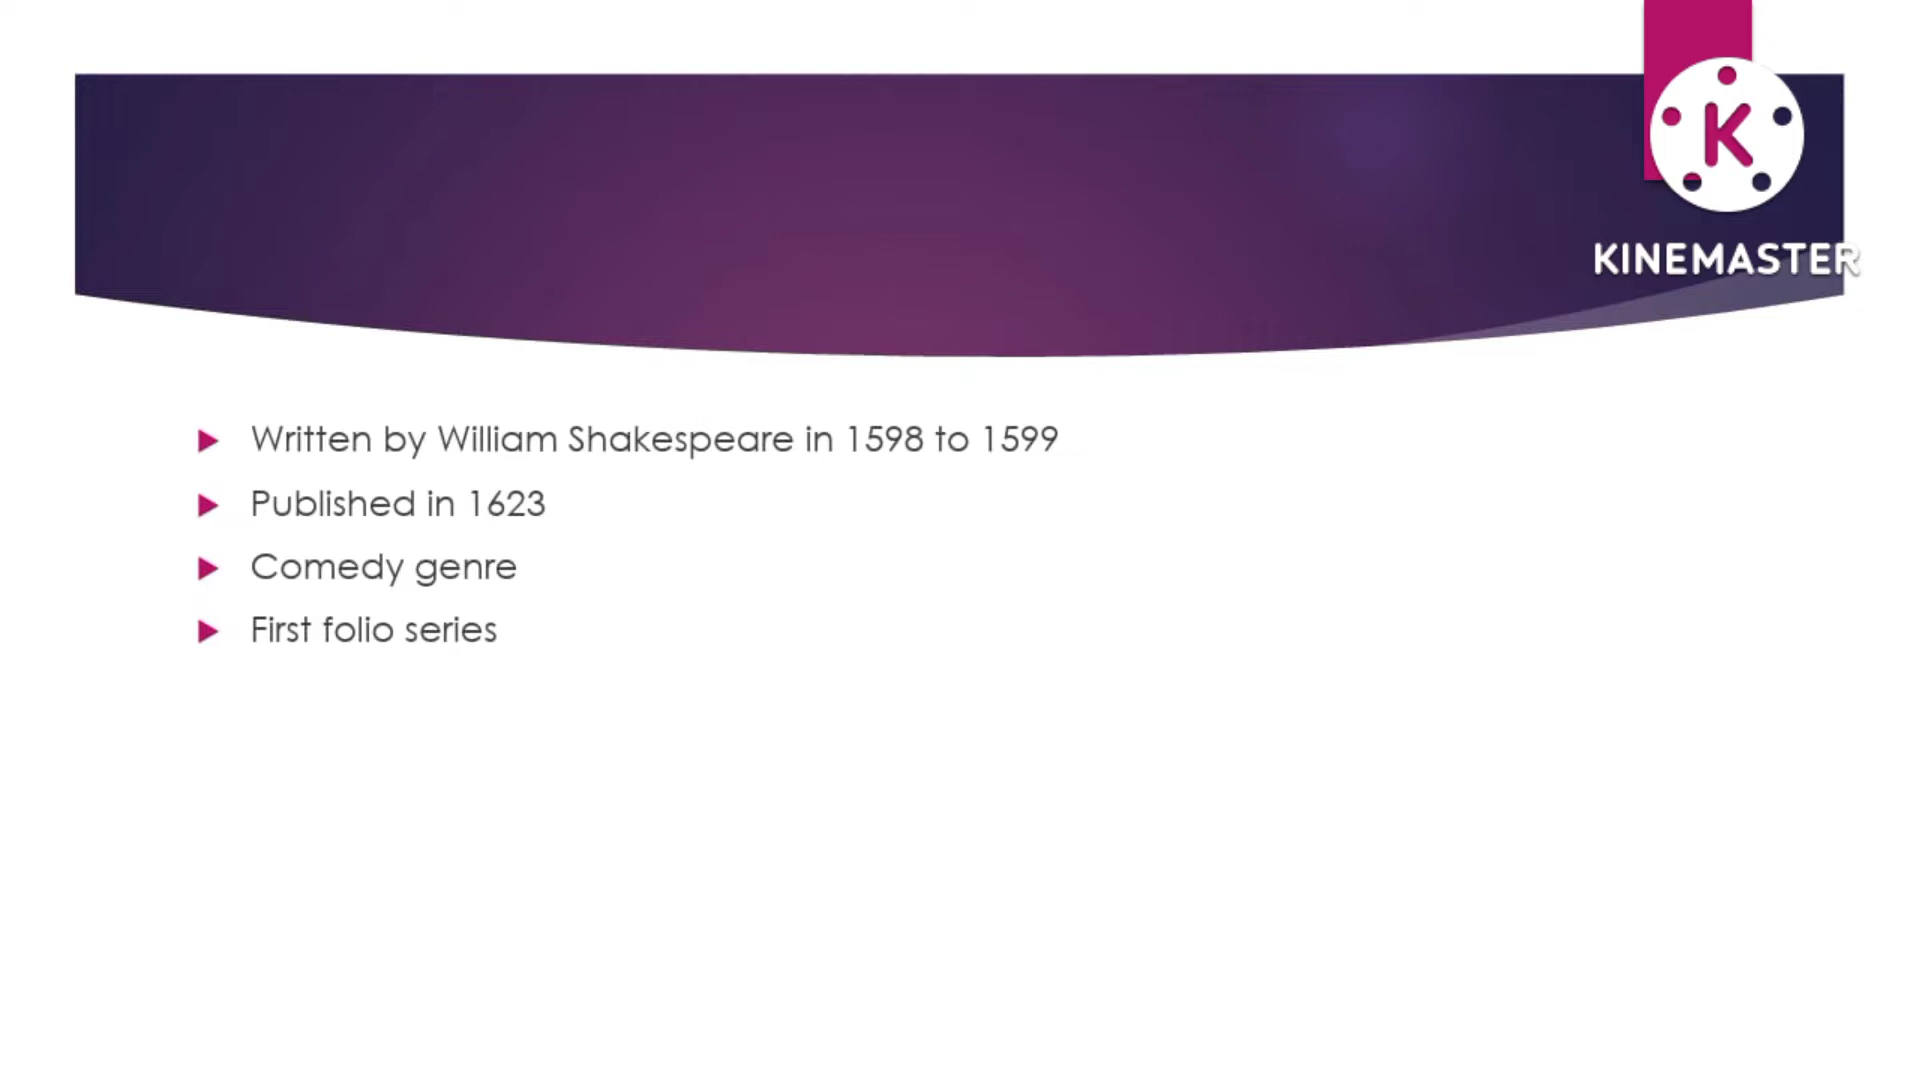 K
KINEMASTER
Written by William Shakespeare in 1598 to 1599
Published in 1623
Comedy genre
First folio series